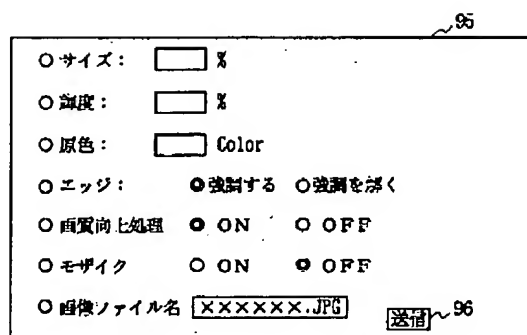 95
○ サイズ： %
○ 輝度： %
○ 原色： Color
○ エッジ： 強調する ○強調を除く
○ 画質向上処理 ON ○ OFF
○ モザイク ○ ON OFF
○ 画像ファイル名 ××××××.JPG
送信 96